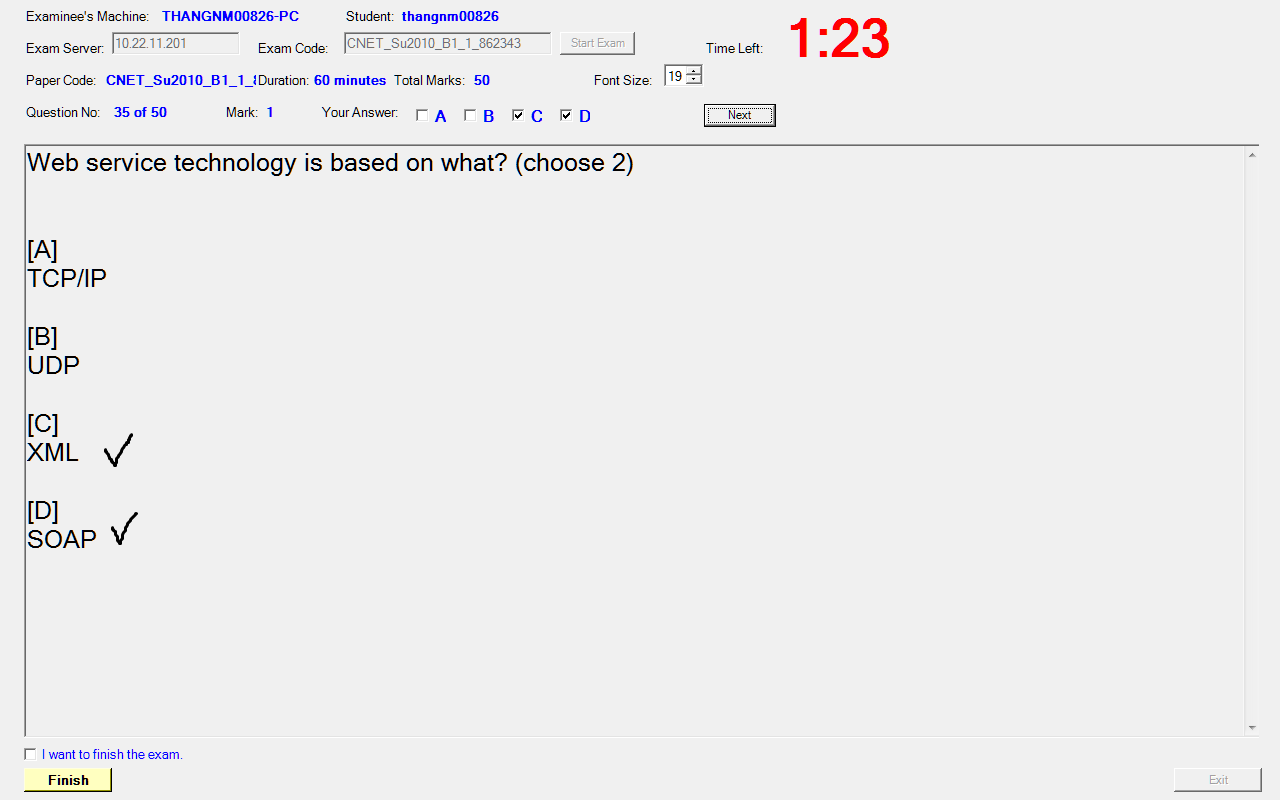 Examinee's Machine: THANGNM00826-PC Student: thangnm00826
Exam Server: 10.22.11.201 Exam Code: CNET_Su2010_B1_1_862343 Start Exam Time Left: 1:23
Paper Code: CNET_Su2010_B1_1_ Duration: 60 minutes Total Marks: 50 Font Size: 19
Question No: 35 of 50 Mark: 1 Your Answer: A B C D Next
Web service technology is based on what? (choose 2)
[A]
TCP/IP
[B]
UDP
[C]
XML
[D]
SOAP
I want to finish the exam.
Finish Exit